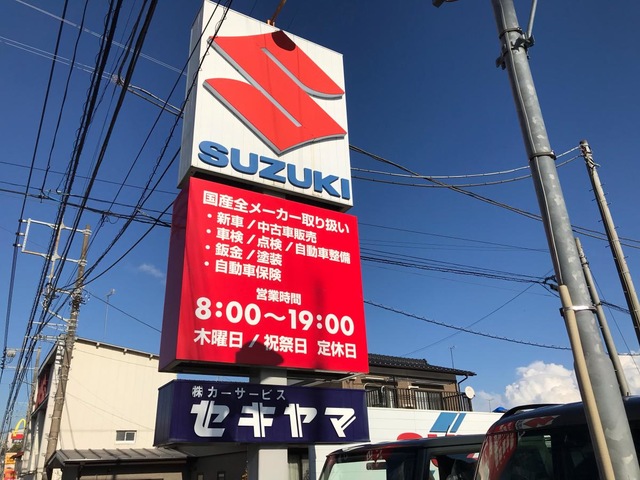 SUZUKI
国産全メーカー取り扱い
・新車/中古車販売
・車検/点検/自動車整備
・鈑金/塗装
・自動車保険
営業時間
8:00〜19:00
木曜日/祝祭日 定休日
㈱カーサービス
セキヤマ